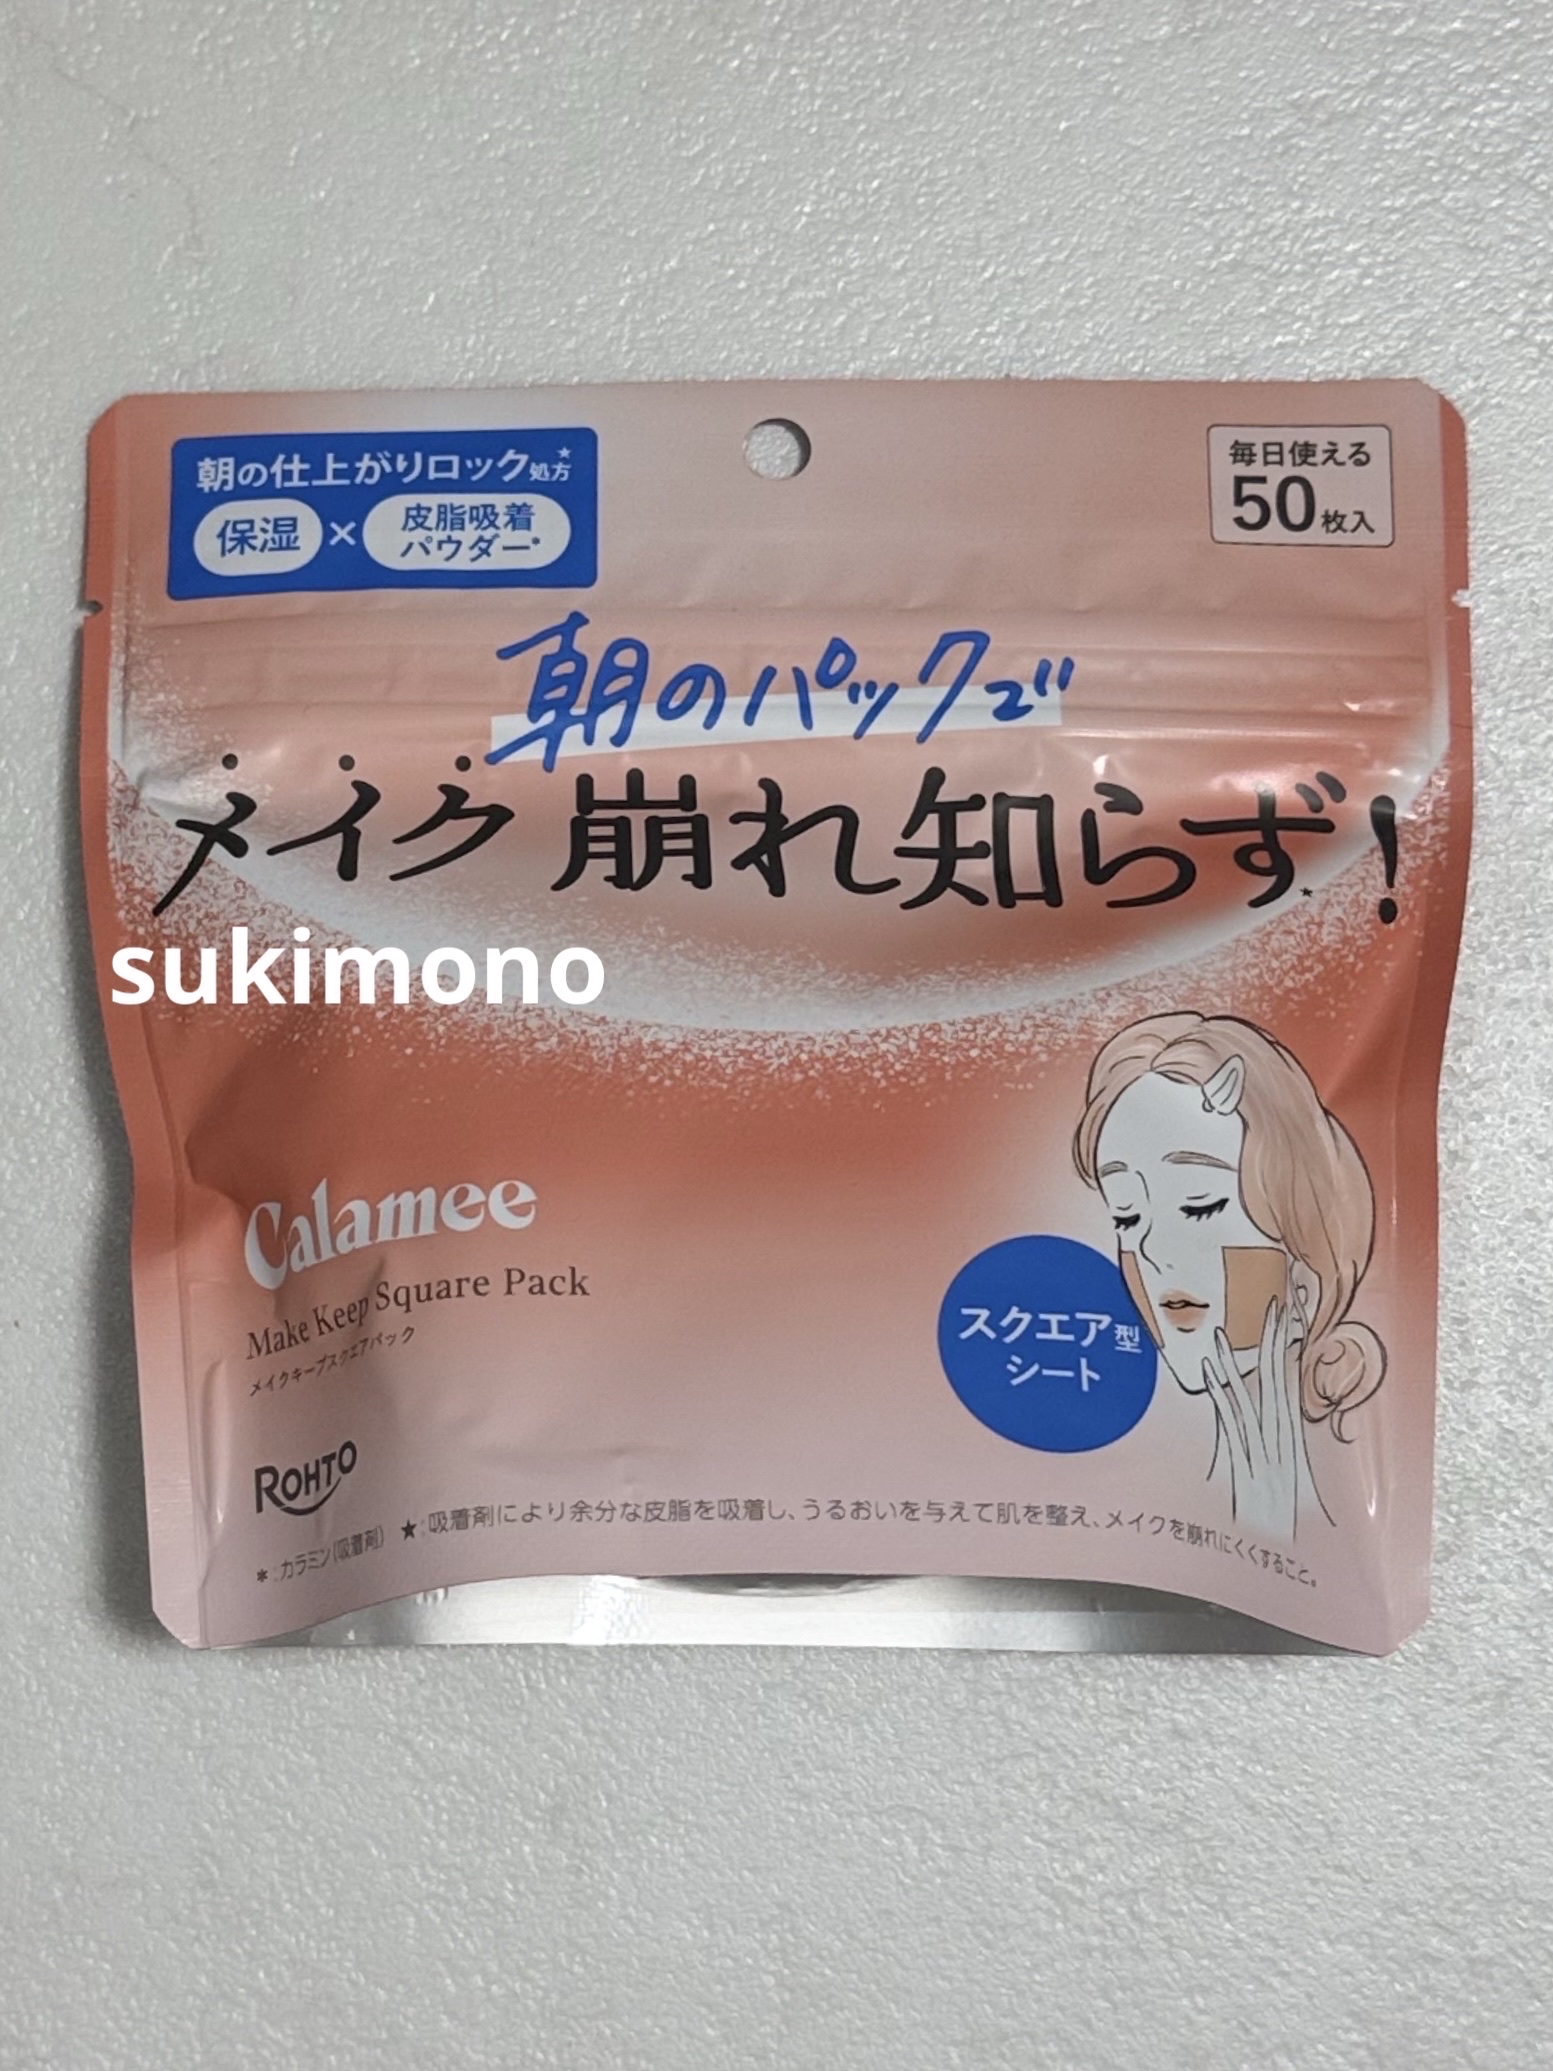 朝の仕上がりロック処方★
保湿×皮脂吸着
パウダー*
毎日使える
50枚入
朝のパックで
メイク崩れ知らず★!
sukimono
Calamee
Make Keep Square Pack
メイクキープスクエアパック
スクエア型
シート
ROHTO
*:カラミン(吸着剤) ★:吸着剤により余分な皮脂を吸着し、うるおいを与えて肌を整え、メイクを崩れにくくすること。